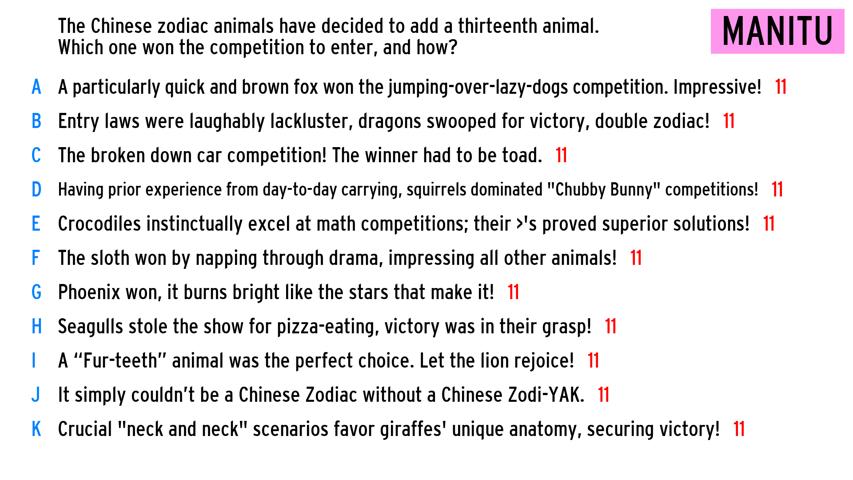 The Chinese zodiac animals have decided to add a thirteenth animal.
Which one won the competition to enter, and how?
MANITU
A A particularly quick and brown fox won the jumping-over-lazy-dogs competition. Impressive! 11
B Entry laws were laughably lackluster, dragons swooped for victory, double zodiac! 11
C The broken down car competition! The winner had to be toad. 11
D Having prior experience from day-to-day carrying, squirrels dominated "Chubby Bunny" competitions! 11
E Crocodiles instinctually excel at math competitions; their >'s proved superior solutions! 11
F The sloth won by napping through drama, impressing all other animals! 11
G Phoenix won, it burns bright like the stars that make it! 11
H Seagulls stole the show for pizza-eating, victory was in their grasp! 11
I A “Fur-teeth” animal was the perfect choice. Let the lion rejoice! 11
J It simply couldn’t be a Chinese Zodiac without a Chinese Zodi-YAK. 11
K Crucial "neck and neck" scenarios favor giraffes' unique anatomy, securing victory! 11